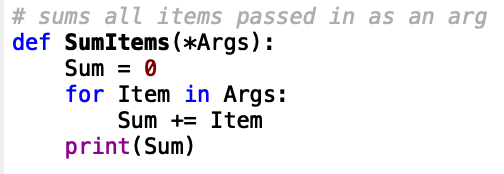 # sums all items passed in as an arg
def SumItems(*Args):
    Sum = 0
    for Item in Args:
        Sum += Item
    print(Sum)